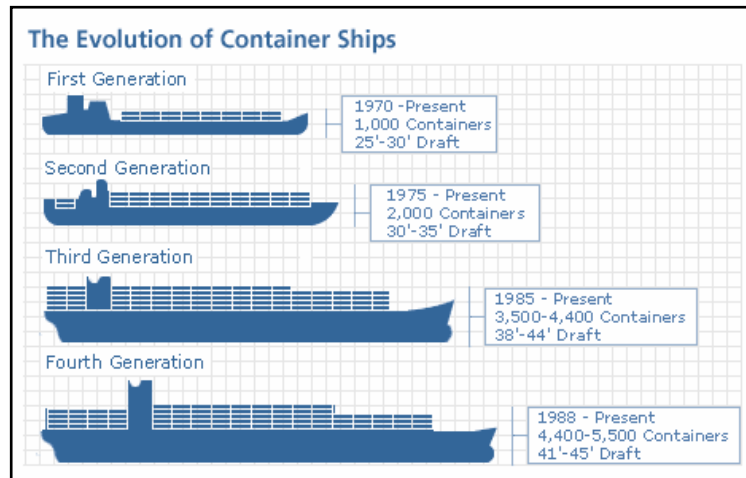 The Evolution of Container Ships
First Generation
1970 -Present
1,000 Containers
25'-30' Draft
Second Generation
1975 - Present
2,000 Containers
30'-35' Draft
Third Generation
1985 - Present
3,500-4,400 Containers
38'-44' Draft
Fourth Generation
1988 - Present
4,400-5,500 Containers
41'-45' Draft